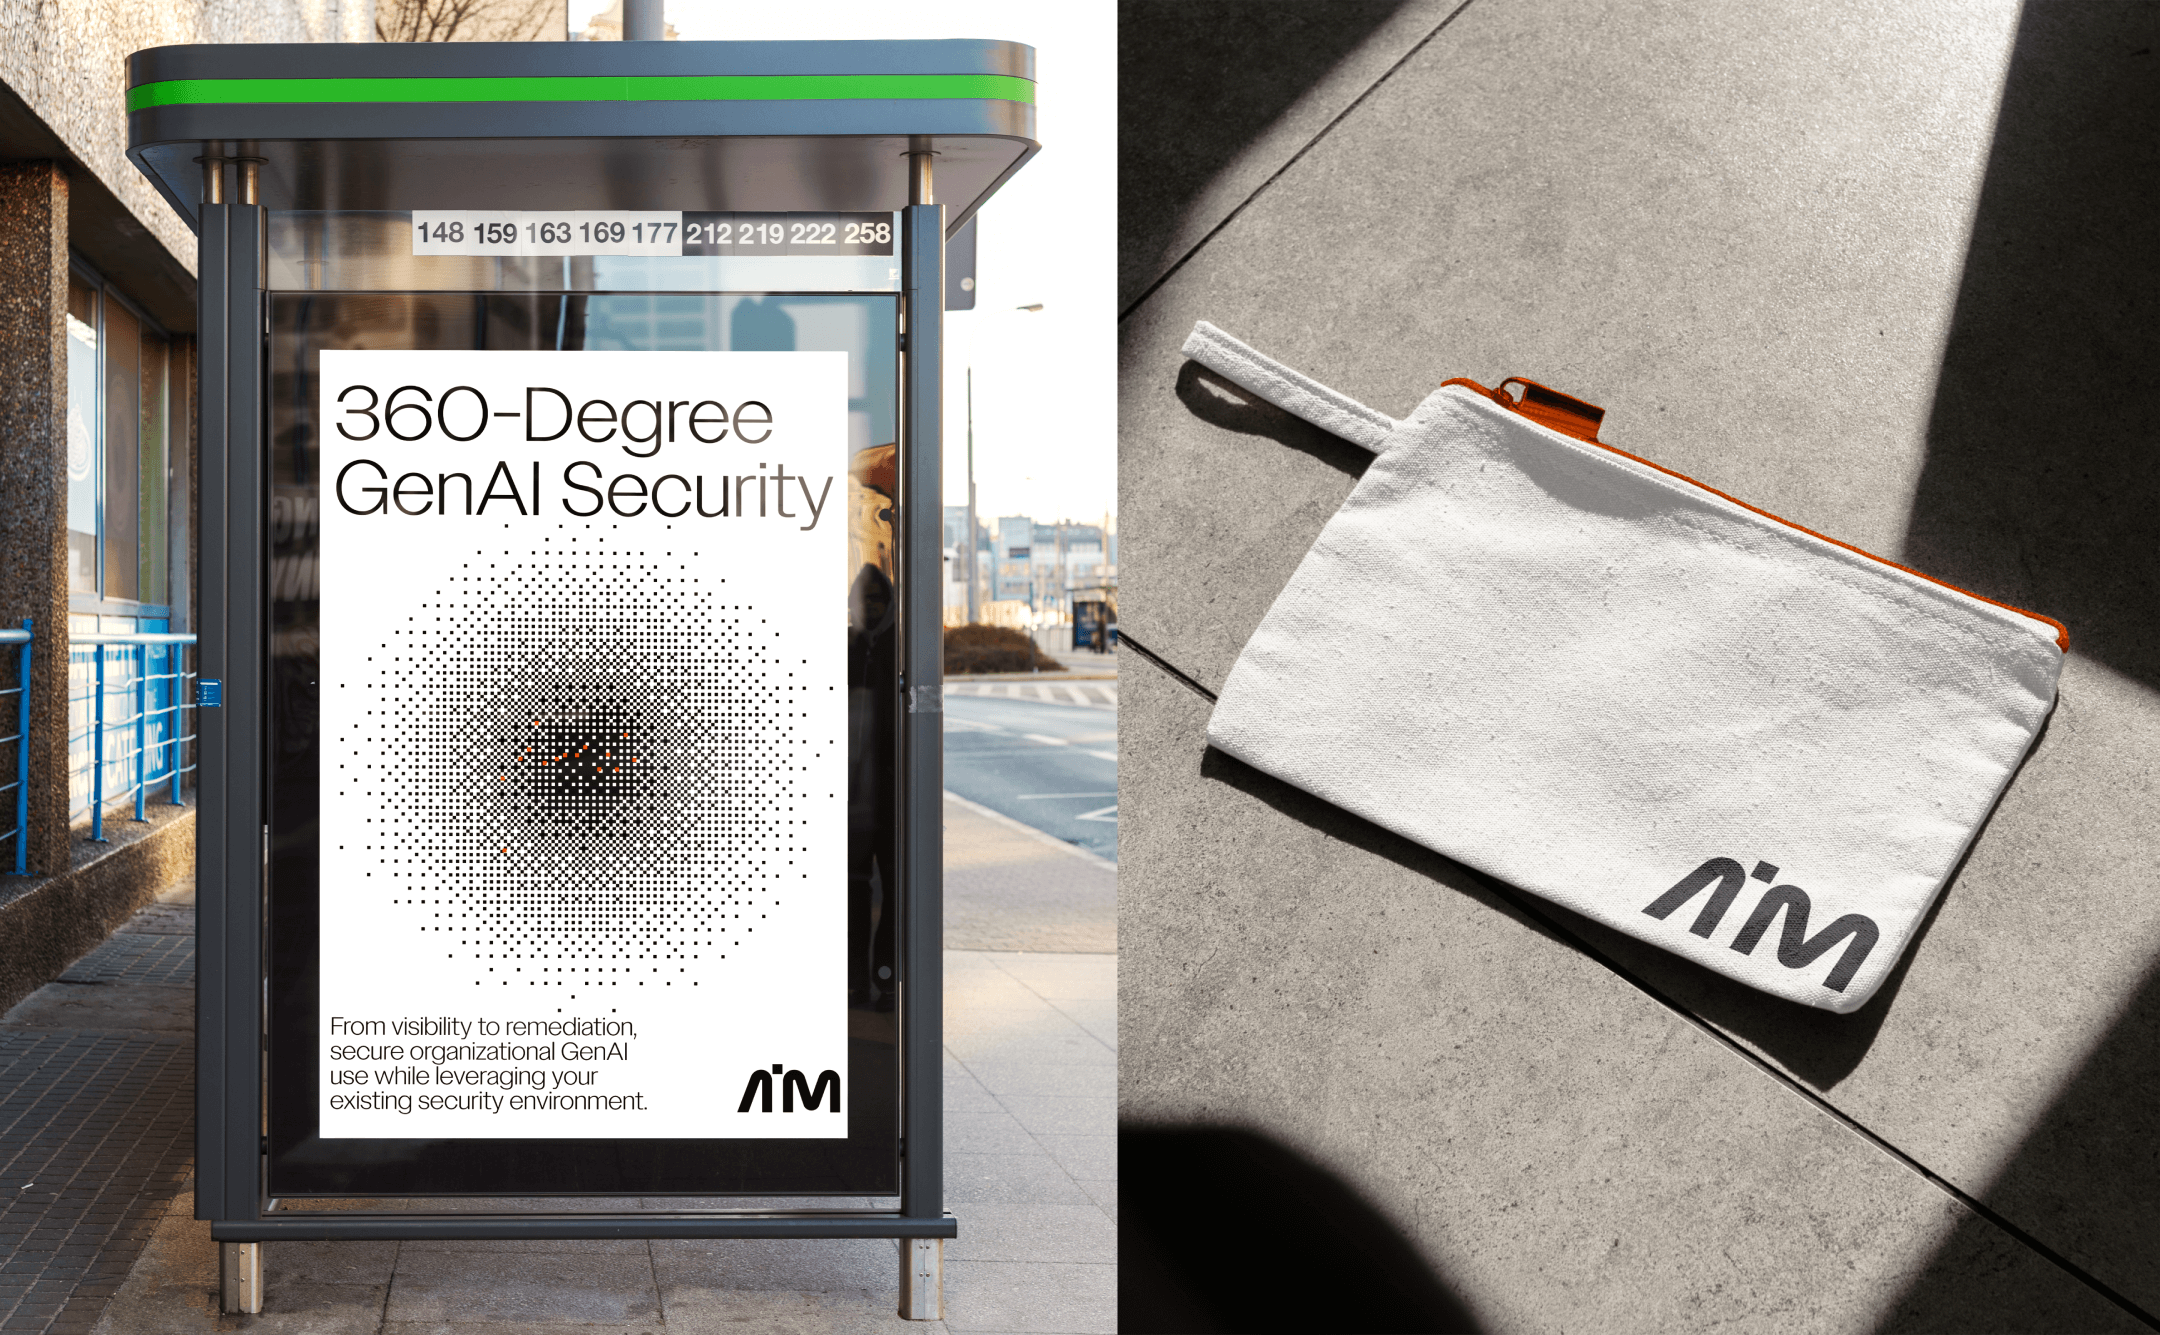 148 159 163 169 177 212 219 222 258
360-Degree
GenAI Security
From visibility to remediation,
secure organizational GenAI
use while leveraging your
existing security environment.
AIM
CATERING
AIM